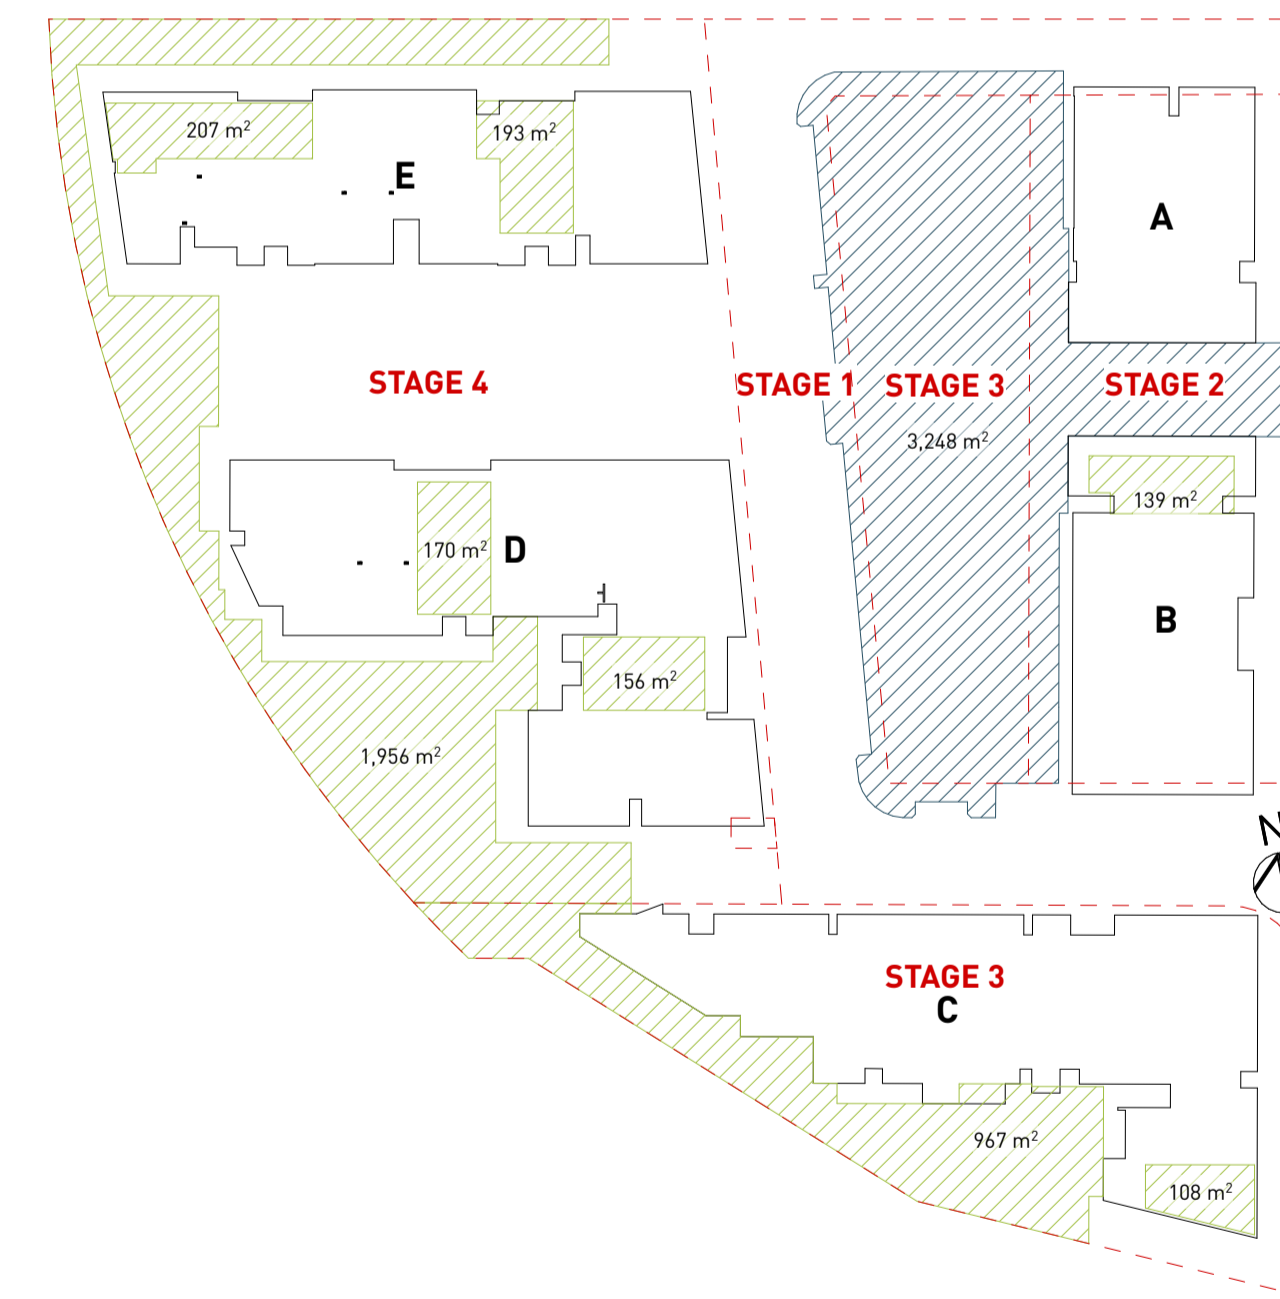 207 m²
193 m²
E
A
STAGE 4
STAGE 1
STAGE 3
STAGE 2
3,248 m²
139 m²
170 m²
D
B
156 m²
1,956 m²
N
STAGE 3
C
967 m²
108 m²